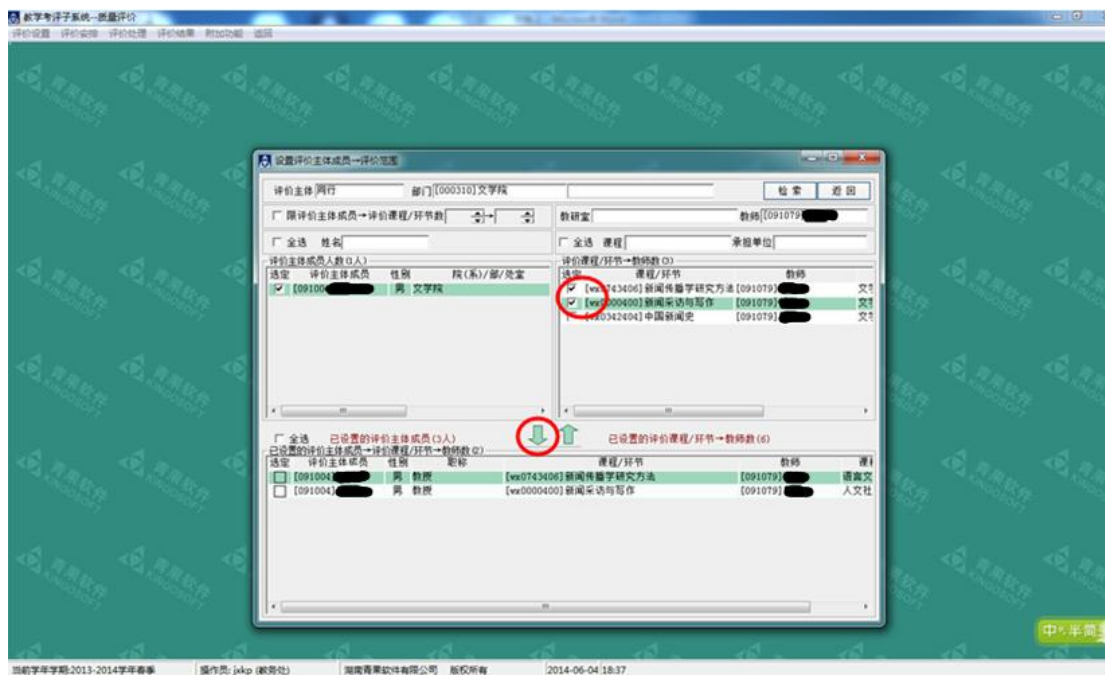 教学考评子系统--质量评价
评价设置 评价安排 评价处理 评价结果 附加功能 返回
设置评价主体成员→评价范围
评价主体 同行 部门 [000310]文学院 检索 返回
限评价主体成员→评价课程/环节数 → 教研室 教师 [091079]
全选 姓名 全选 课程 承担单位
评价主体成员人数(1人) 评价课程/环节→教师数(3)
选定 评价主体成员 性别 院(系)/部/处室 选定 课程/环节 教师
[09100 男 文学院 [wx0743406]新闻传播学研究方法 [091079]
[wx0000400]新闻采访与写作 [091079]
[wx0342404]中国新闻史 [091079]
全选 已设置的评价主体成员(3人) 已设置的评价课程/环节→教师数(6)
已设置的评价主体成员→评价课程/环节→教师数(2)
选定 评价主体成员 性别 职称 课程/环节 教师
[091004] 男 教授 [wx0743406]新闻传播学研究方法 [091079] 语言文
[091004] 男 教授 [wx0000400]新闻采访与写作 [091079] 人文社
中 半 简
当前学年学期:2013-2014学年春季 操作员: jxkp (教务处) 湖南青果软件有限公司 版权所有 2014-06-04 18:37
青果软件
KINGOSOFT